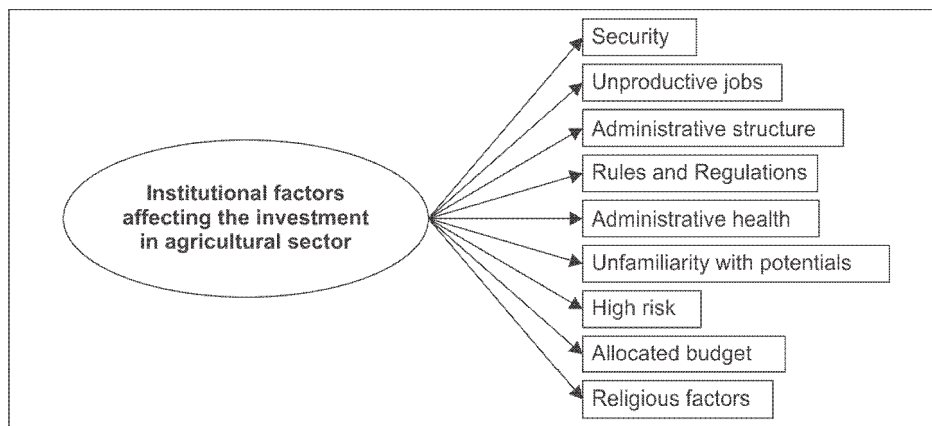 Institutional factors
affecting the investment
in agricultural sector
Security
Unproductive jobs
Administrative structure
Rules and Regulations
Administrative health
Unfamiliarity with potentials
High risk
Allocated budget
Religious factors